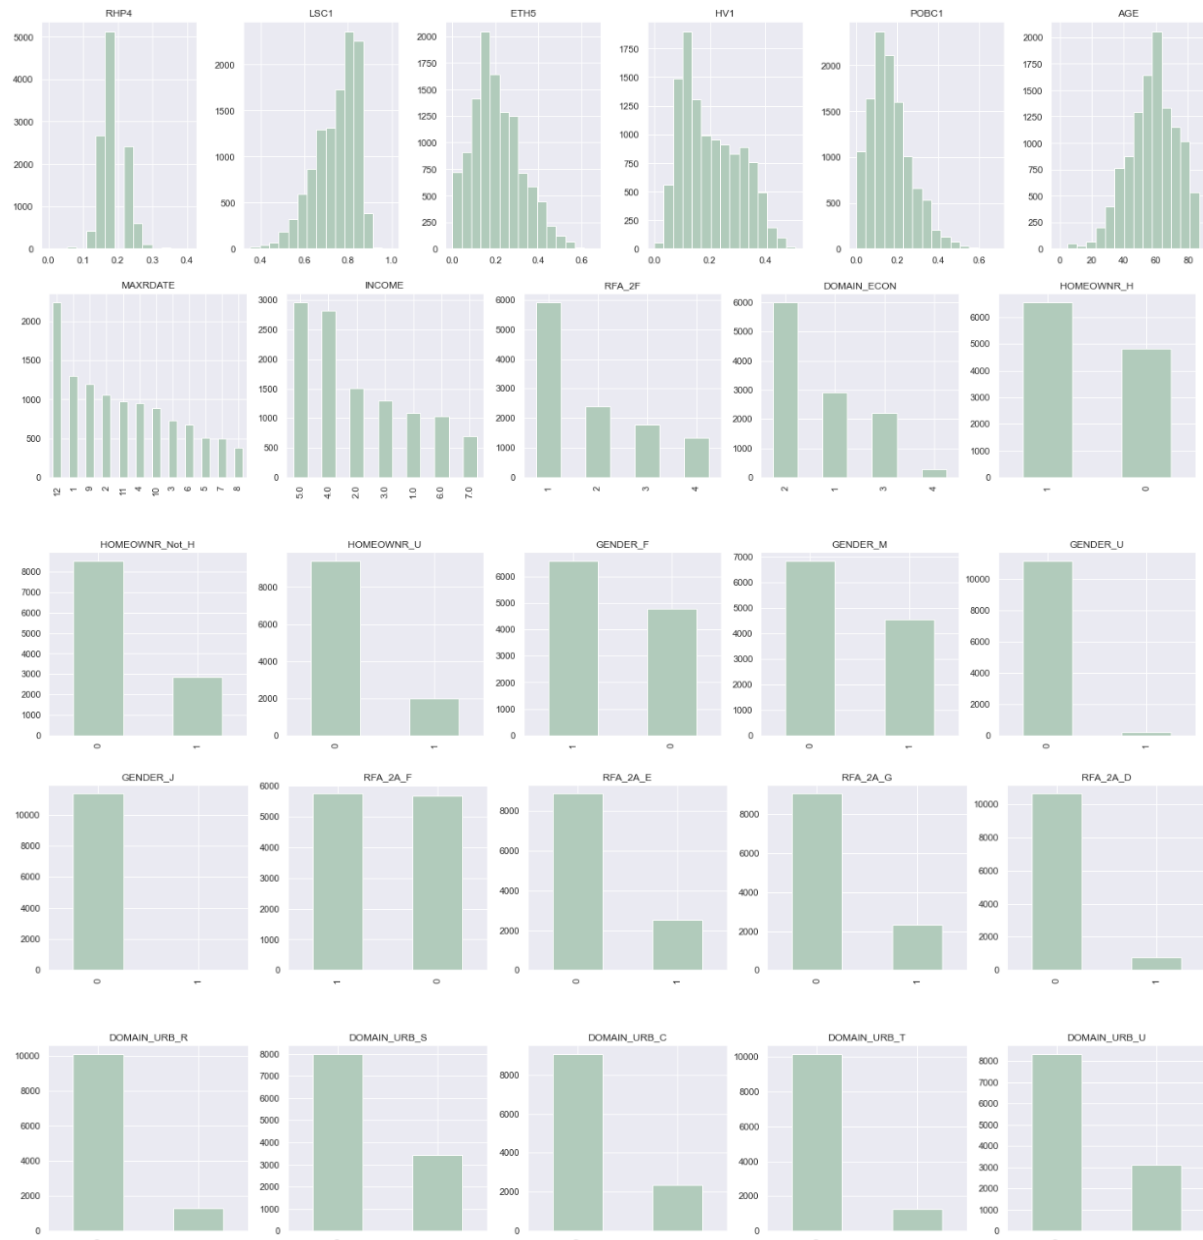 RHP4 LSC1 ETH5 HV1 POBC1 AGE
5000 4000 3000 2000 1000 0
0.0 0.1 0.2 0.3 0.4
2000 1500 1000 500 0
0.4 0.6 0.8 1.0
2000 1750 1500 1250 1000 750 500 250 0
0.0 0.2 0.4 0.6
1750 1500 1250 1000 750 500 250 0
0.0 0.2 0.4
2000 1500 1000 500 0
0.0 0.2 0.4 0.6
2000 1750 1500 1250 1000 750 500 250 0
0 20 40 60 80
MAXRDATE INCOME RFA_2F DOMAIN_ECON HOMEOWNR_H
2000 1500 1000 500 0
12 1 9 2 11 4 10 3 6 5 7 8
3000 2500 2000 1500 1000 500 0
5.0 4.0 2.0 3.0 1.0 6.0 7.0
6000 5000 4000 3000 2000 1000 0
1 2 3 4
6000 5000 4000 3000 2000 1000 0
2 1 3 4
6000 5000 4000 3000 2000 1000 0
1 0
HOMEOWNR_Not_H HOMEOWNR_U GENDER_F GENDER_M GENDER_U
8000 7000 6000 5000 4000 3000 2000 1000 0
0 1
8000 6000 4000 2000 0
0 1
6000 5000 4000 3000 2000 1000 0
1 0
7000 6000 5000 4000 3000 2000 1000 0
0 1
10000 8000 6000 4000 2000 0
0 1
GENDER_J RFA_2A_F RFA_2A_E RFA_2A_G RFA_2A_D
10000 8000 6000 4000 2000 0
0 1
6000 5000 4000 3000 2000 1000 0
1 0
8000 6000 4000 2000 0
0 1
8000 6000 4000 2000 0
0 1
10000 8000 6000 4000 2000 0
0 1
DOMAIN_URB_R DOMAIN_URB_S DOMAIN_URB_C DOMAIN_URB_T DOMAIN_URB_U
10000 8000 6000 4000 2000 0
8000 7000 6000 5000 4000 3000 2000 1000 0
8000 6000 4000 2000 0
10000 8000 6000 4000 2000 0
8000 7000 6000 5000 4000 3000 2000 1000 0